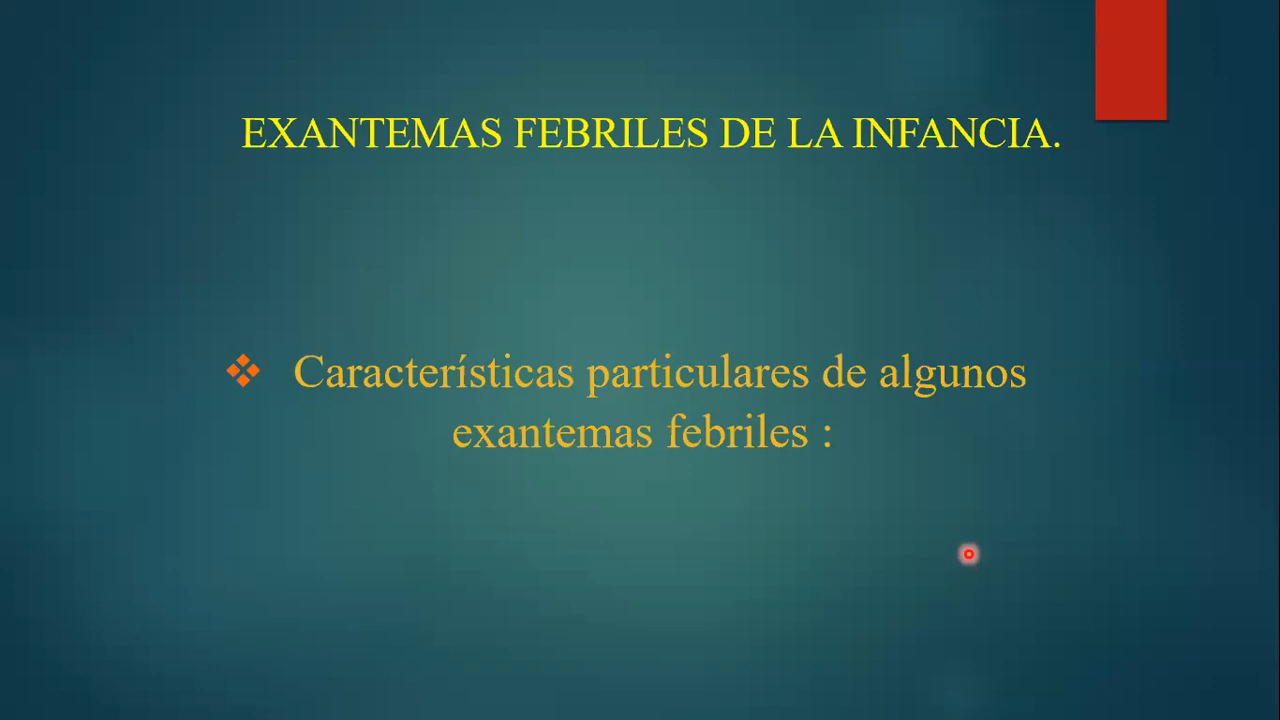 EXANTEMAS FEBRILES DE LA INFANCIA.
Características particulares de algunos
exantemas febriles :